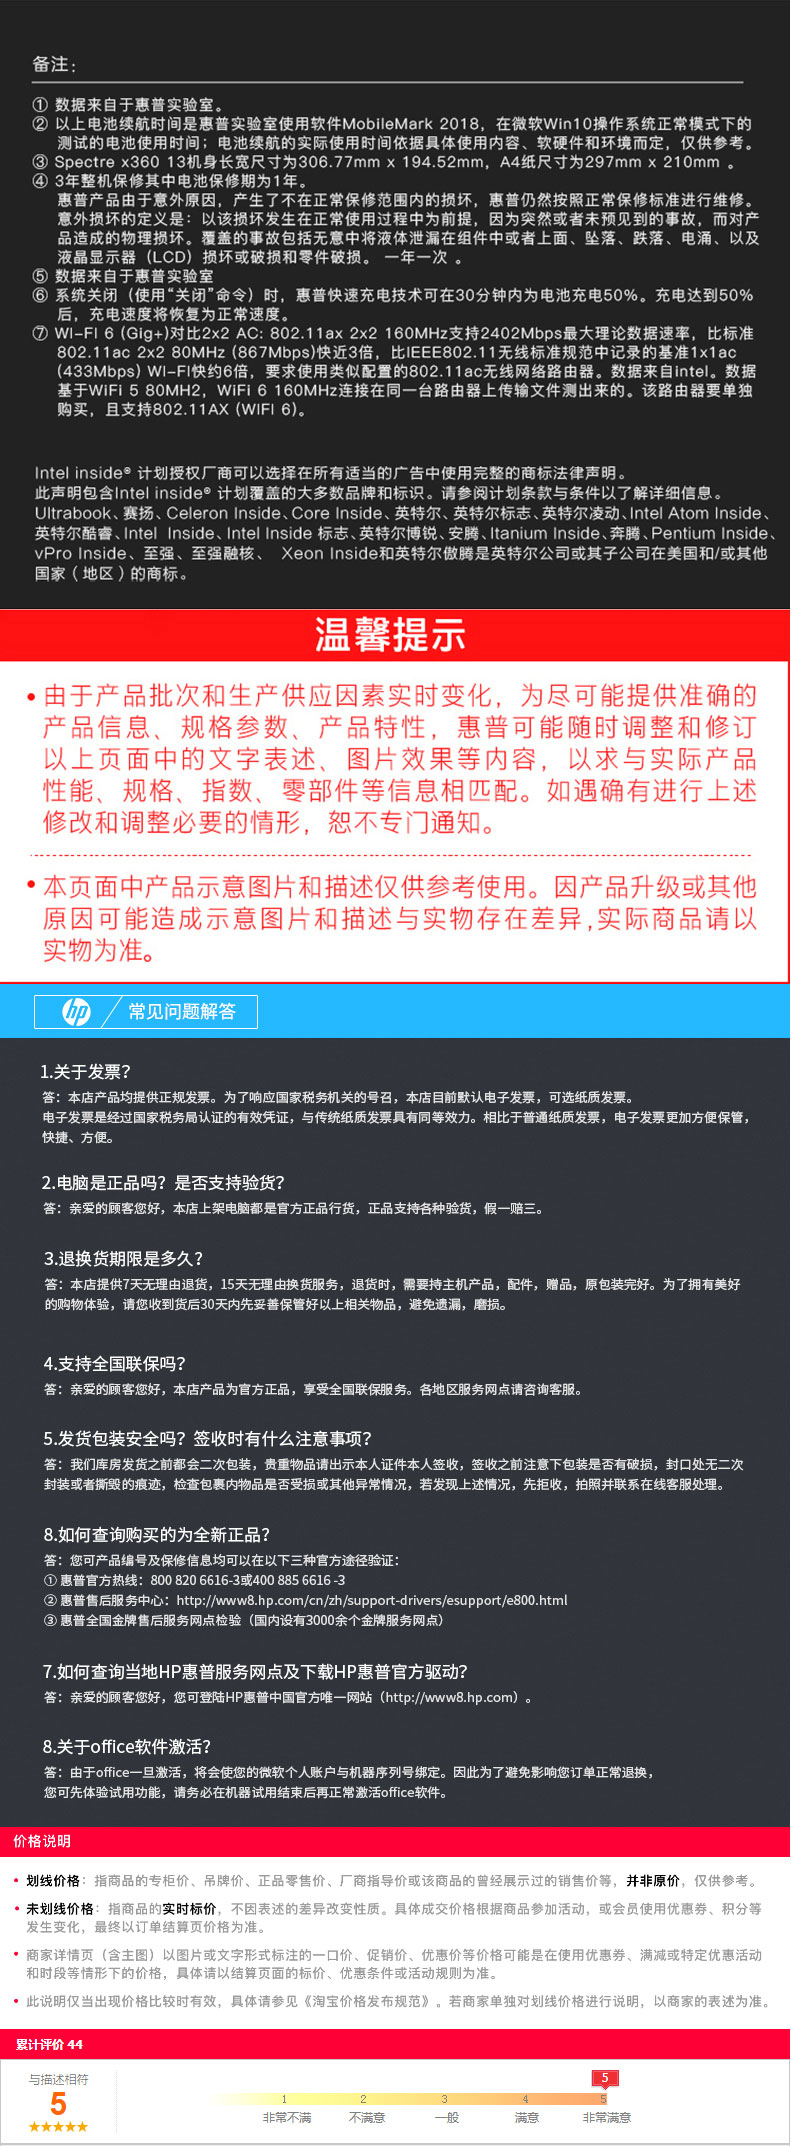 备注：
① 数据来自于惠普实验室。
② 以上电池续航时间是惠普实验室使用软件MobileMark 2018，在微软Win10操作系统正常模式下的
测试的电池使用时间；电池续航的实际使用时间依据具体使用内容、软硬件和环境而定，仅供参考。
③ Spectre x360 13机身长宽尺寸为306.77mm x 194.52mm，A4纸尺寸为297mm x 210mm 。
④ 3年整机保修其中电池保修期为1年。
惠普产品由于意外原因，产生了不在正常保修范围内的损坏，惠普仍然按照正常保修标准进行维修。
意外损坏的定义是：以该损坏发生在正常使用过程中为前提，因为突然或者未预见到的事故，而对产
品造成的物理损坏。覆盖的事故包括无意中将液体泄漏在组件中或者上面、坠落、跌落、电涌、以及
液晶显示器（LCD）损坏或破损和零件破损。 一年一次 。
⑤ 数据来自于惠普实验室
⑥ 系统关闭（使用“关闭”命令）时，惠普快速充电技术可在30分钟内为电池充电50%。充电达到50%
后，充电速度将恢复为正常速度。
⑦ WI-FI 6 (Gig+)对比2x2 AC: 802.11ax 2x2 160MHz支持2402Mbps最大理论数据速率，比标准
802.11ac 2x2 80MHz (867Mbps)快近3倍，比IEEE802.11无线标准规范中记录的基准1x1ac
(433Mbps) WI-FI快约6倍，要求使用类似配置的802.11ac无线网络路由器。数据来自intel。数据
基于WiFi 5 80MH2，WiFi 6 160MHz连接在同一台路由器上传输文件测出来的。该路由器要单独
购买，且支持802.11AX (WIFI 6)。
Intel inside® 计划授权厂商可以选择在所有适当的广告中使用完整的商标法律声明。
此声明包含Intel inside® 计划覆盖的大多数品牌和标识。请参阅计划条款与条件以了解详细信息。
Ultrabook、赛扬、Celeron Inside、Core Inside、英特尔、英特尔标志、英特尔凌动、Intel Atom Inside、
英特尔酷睿、Intel Inside、Intel Inside 标志、英特尔博锐、安腾、Itanium Inside、奔腾、Pentium Inside、
vPro Inside、至强、至强融核、 Xeon Inside和英特尔傲腾是英特尔公司或其子公司在美国和/或其他
国家（地区）的商标。
温馨提示
• 由于产品批次和生产供应因素实时变化，为尽可能提供准确的
产品信息、规格参数、产品特性，惠普可能随时调整和修订
以上页面中的文字表述、图片效果等内容，以求与实际产品
性能、规格、指数、零部件等信息相匹配。如遇确有进行上述
修改和调整必要的情形，恕不专门通知。
• 本页面中产品示意图片和描述仅供参考使用。因产品升级或其他
原因可能造成示意图片和描述与实物存在差异,实际商品请以
实物为准。
hp 常见问题解答
1.关于发票？
答：本店产品均提供正规发票。为了响应国家税务机关的号召，本店目前默认电子发票，可选纸质发票。
电子发票是经过国家税务局认证的有效凭证，与传统纸质发票具有同等效力。相比于普通纸质发票，电子发票更加方便保管，
快捷、方便。
2.电脑是正品吗？是否支持验货？
答：亲爱的顾客您好，本店上架电脑都是官方正品行货，正品支持各种验货，假一赔三。
3.退换货期限是多久？
答：本店提供7天无理由退货，15天无理由换货服务，退货时，需要持主机产品，配件，赠品，原包装完好。为了拥有美好
的购物体验，请您收到货后30天内先妥善保管好以上相关物品，避免遗漏，磨损。
4.支持全国联保吗？
答：亲爱的顾客您好，本店产品为官方正品，享受全国联保服务。各地区服务网点请咨询客服。
5.发货包装安全吗？签收时有什么注意事项？
答：我们库房发货之前都会二次包装，贵重物品请出示本人证件本人签收，签收之前注意下包装是否有破损，封口处无二次
封装或者撕毁的痕迹，检查包裹内物品是否受损或其他异常情况，若发现上述情况，先拒收，拍照并联系在线客服处理。
8.如何查询购买的为全新正品？
答：您可产品编号及保修信息均可以在以下三种官方途径验证：
① 惠普官方热线：800 820 6616-3或400 885 6616 -3
② 惠普售后服务中心：http://www8.hp.com/cn/zh/support-drivers/esupport/e800.html
③ 惠普全国金牌售后服务网点检验（国内设有3000余个金牌服务网点）
7.如何查询当地HP惠普服务网点及下载HP惠普官方驱动？
答：亲爱的顾客您好，您可登陆HP惠普中国官方唯一网站（http://www8.hp.com）。
8.关于office软件激活？
答：由于office一旦激活，将会使您的微软个人账户与机器序列号绑定。因此为了避免影响您订单正常退换，
您可先体验试用功能，请务必在机器试用结束后再正常激活office软件。
价格说明
• 划线价格：指商品的专柜价、吊牌价、正品零售价、厂商指导价或该商品的曾经展示过的销售价等，并非原价，仅供参考。
• 未划线价格：指商品的实时标价，不因表述的差异改变性质。具体成交价格根据商品参加活动，或会员使用优惠券、积分等
发生变化，最终以订单结算页价格为准。
• 商家详情页（含主图）以图片或文字形式标注的一口价、促销价、优惠价等价格可能是在使用优惠券、满减或特定优惠活动
和时段等情形下的价格，具体请以结算页面的标价、优惠条件或活动规则为准。
• 此说明仅当出现价格比较时有效，具体请参见《淘宝价格发布规范》。若商家单独对划线价格进行说明，以商家的表述为准。
累计评价 44
与描述相符
5
5
1 2 3 4 5
非常不满 不满意 一般 满意 非常满意